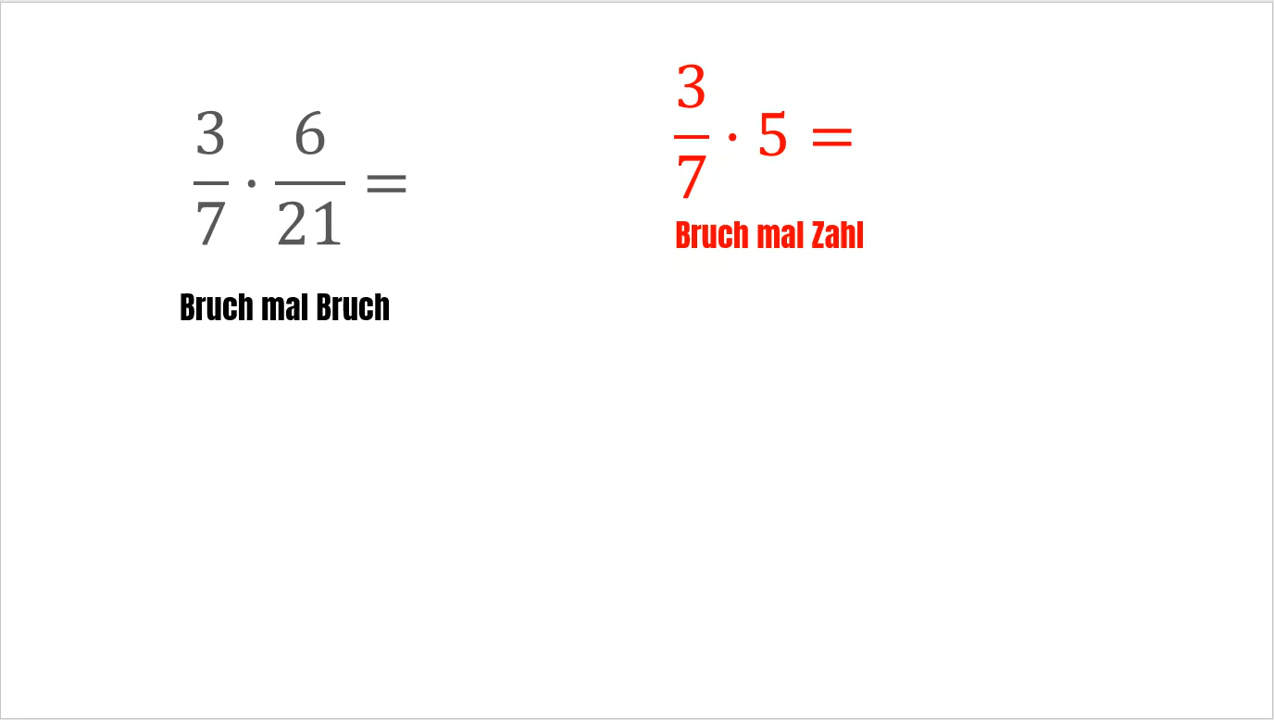 3/7 · 6/21 =
Bruch mal Bruch
3/7 · 5 =
Bruch mal Zahl